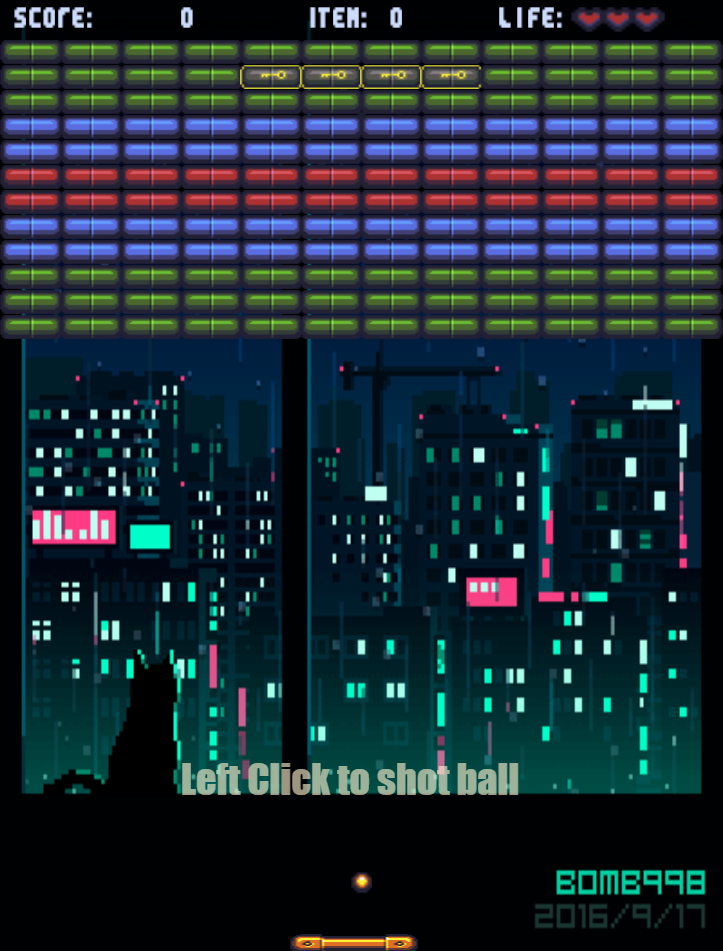 SCOrE: 0 ITEM: 0 LIFE:
Left Click to shot ball
BOMB998
2016/9/17